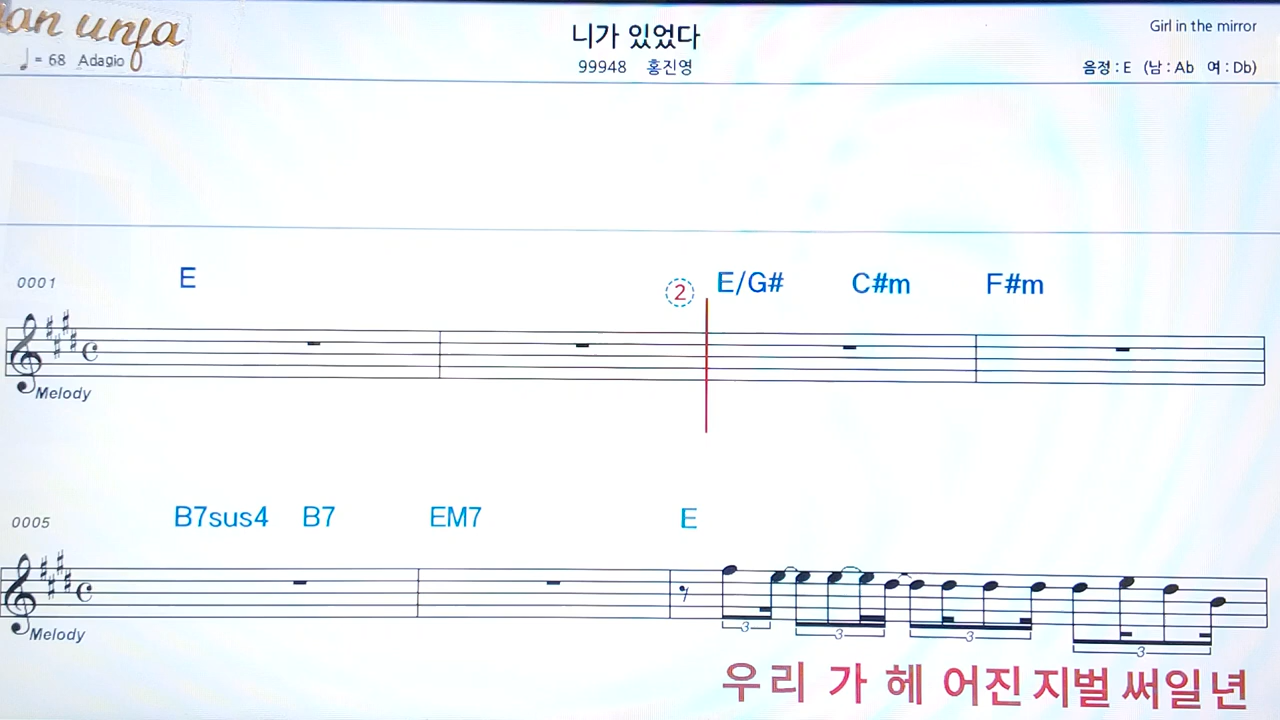 an unfa
♩ = 68 Adagio
니가 있었다
99948 홍진영
Girl in the mirror
음정 : E (남 : Ab 여 : Db)
0001 E ② E/G# C#m F#m
Melody
0005 B7sus4 B7 EM7 E
Melody
3 3 3 3
우리 가 헤 어진 지벌 써일 년